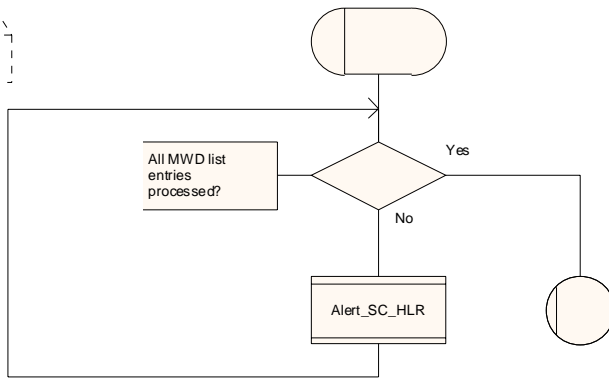 All MWD list
entries
processed?
Yes
No
Alert_SC_HLR